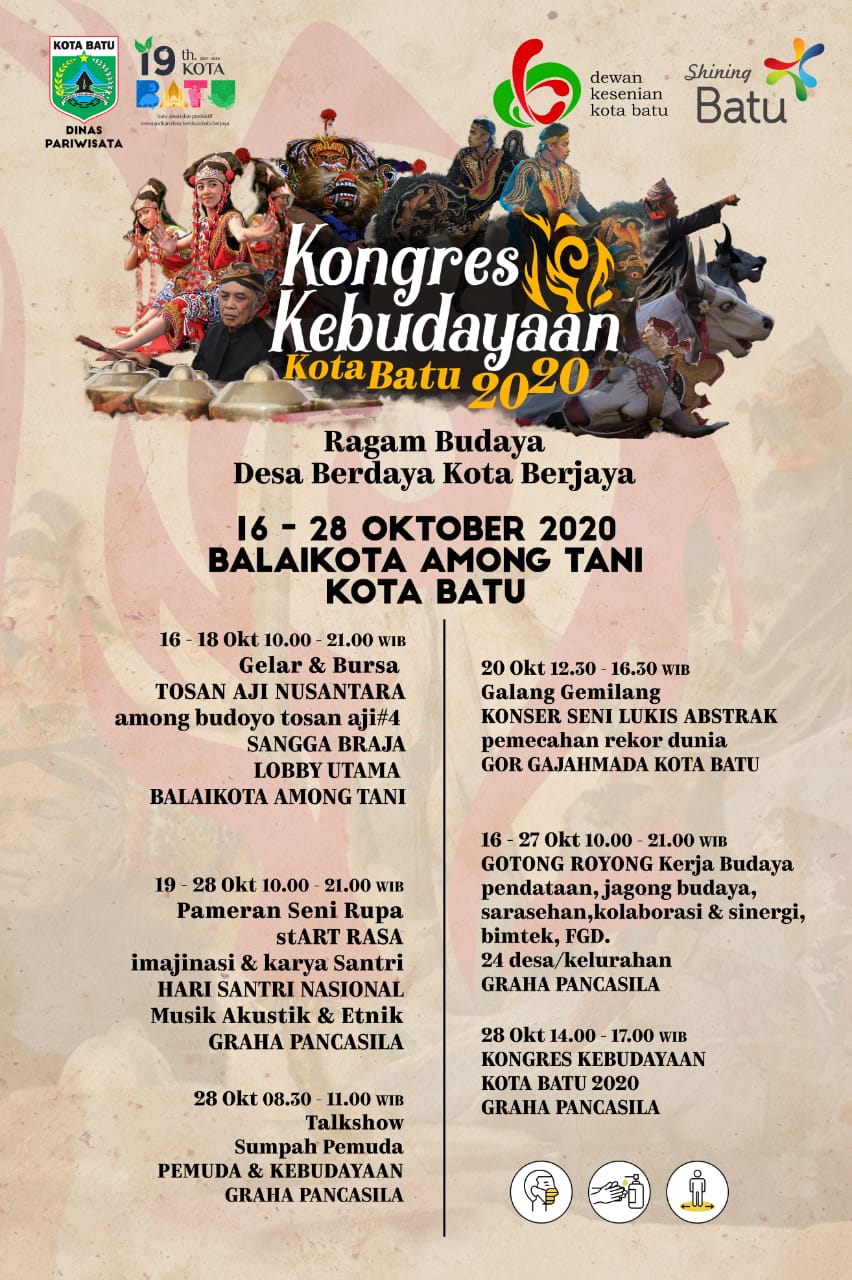 KOTA BATU
DINAS
PARIWISATA
19 th.
KOTA
BATU
dewan
kesenian
kota batu
Shining
Batu
Kongres
Kebudayaan
Kota Batu 2020
Ragam Budaya
Desa Berdaya Kota Berjaya
16 - 28 OKTOBER 2020
BALAIKOTA AMONG TANI
KOTA BATU
16 - 18 Okt 10.00 - 21.00 WIB
Gelar & Bursa
TOSAN AJI NUSANTARA
among budoyo tosan aji#4
SANGGA BRAJA
LOBBY UTAMA
BALAIKOTA AMONG TANI
19 - 28 Okt 10.00 - 21.00 WIB
Pameran Seni Rupa
stART RASA
imajinasi & karya Santri
HARI SANTRI NASIONAL
Musik Akustik & Etnik
GRAHA PANCASILA
28 Okt 08.30 - 11.00 WIB
Talkshow
Sumpah Pemuda
PEMUDA & KEBUDAYAAN
GRAHA PANCASILA
20 Okt 12.30 - 16.30 WIB
Galang Gemilang
KONSER SENI LUKIS ABSTRAK
pemecahan rekor dunia
GOR GAJAHMADA KOTA BATU
16 - 27 Okt 10.00 - 21.00 WIB
GOTONG ROYONG Kerja Budaya
pendataan, jagong budaya,
sarasehan,kolaborasi & sinergi,
bimtek, FGD.
24 desa/kelurahan
GRAHA PANCASILA
28 Okt 14.00 - 17.00 WIB
KONGRES KEBUDAYAAN
KOTA BATU 2020
GRAHA PANCASILA